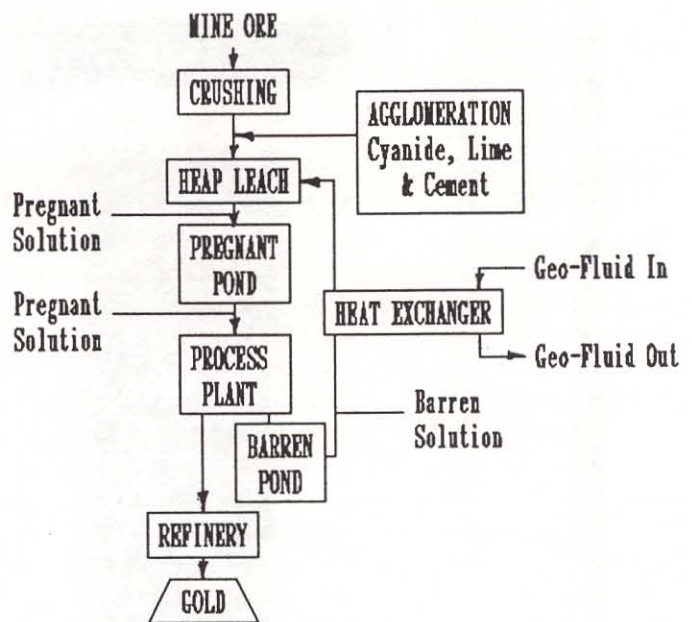 MINE ORE
CRUSHING
AGGLOMERATION
Cyanide, Lime
& Cement
HEAP LEACH
Pregnant
Solution
PREGNANT
POND
Geo-Fluid In
HEAT EXCHANGER
Pregnant
Solution
Geo-Fluid Out
PROCESS
PLANT
Barren
Solution
BARREN
POND
REFINERY
GOLD